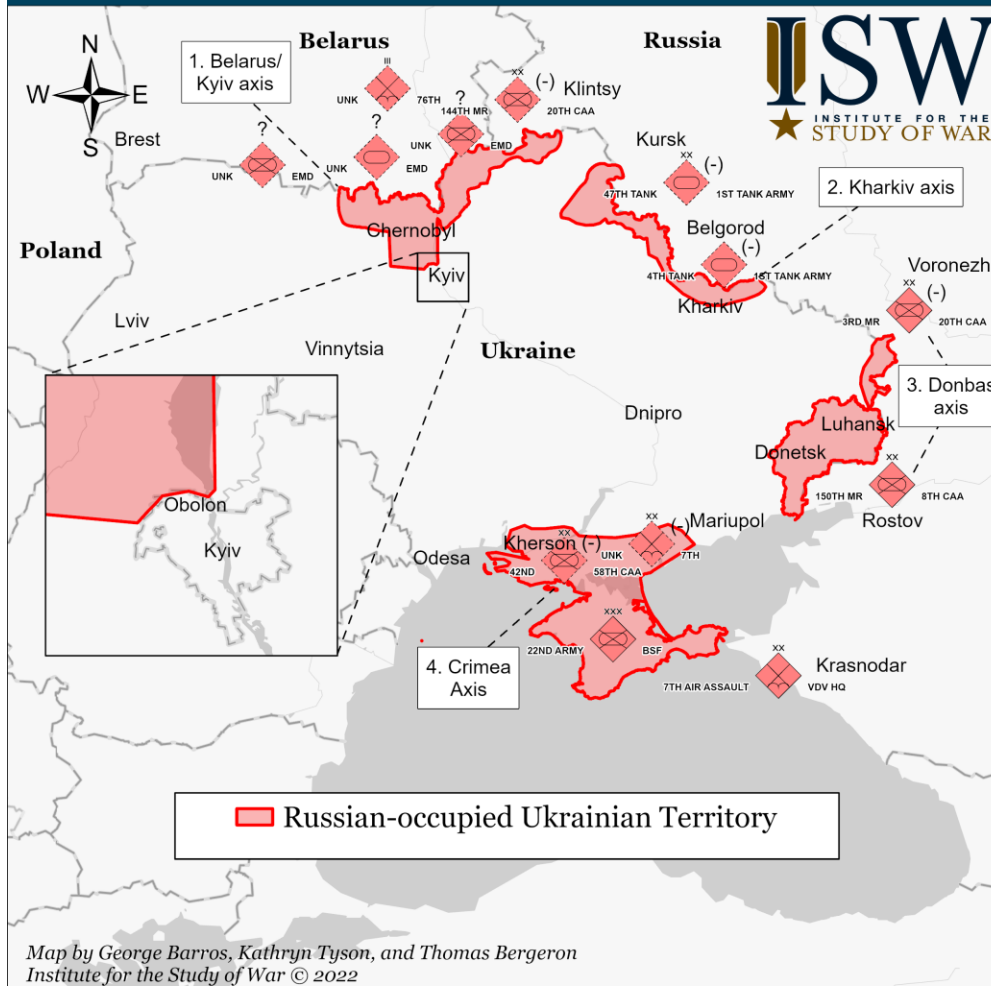 N
W
E
S
Belarus
Russia
ISW
INSTITUTE FOR THE
STUDY OF WAR
1. Belarus/
Kyiv axis
III
UNK
76TH
?
144TH MR
UNK
EMD
XX
(-)
Klintsy
20TH CAA
Brest
?
UNK
EMD
?
UNK
EMD
Kursk
XX
(-)
47TH TANK
1ST TANK ARMY
2. Kharkiv axis
Belgorod
(-)
4TH TANK
1ST TANK ARMY
Kharkiv
Chernobyl
Kyiv
Poland
Lviv
Vinnytsia
Ukraine
Voronezh
XX
(-)
3RD MR
20TH CAA
3. Donbas
axis
Dnipro
Luhansk
Donetsk
XX
150TH MR
8TH CAA
Rostov
Obolon
Kyiv
Odesa
Kherson
XX
(-)
42ND
58TH CAA
XX
(-)
Mariupol
UNK
7TH
XXX
22ND ARMY
BSF
4. Crimea
Axis
XX
Krasnodar
7TH AIR ASSAULT
VDV HQ
Russian-occupied Ukrainian Territory
Map by George Barros, Kathryn Tyson, and Thomas Bergeron
Institute for the Study of War © 2022